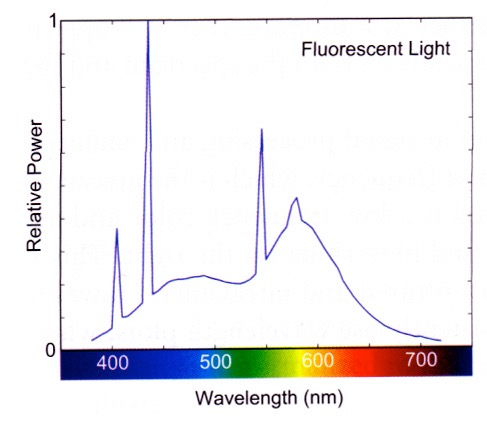 Fluorescent Light
1
Relative Power
0
400 500 600 700
Wavelength (nm)